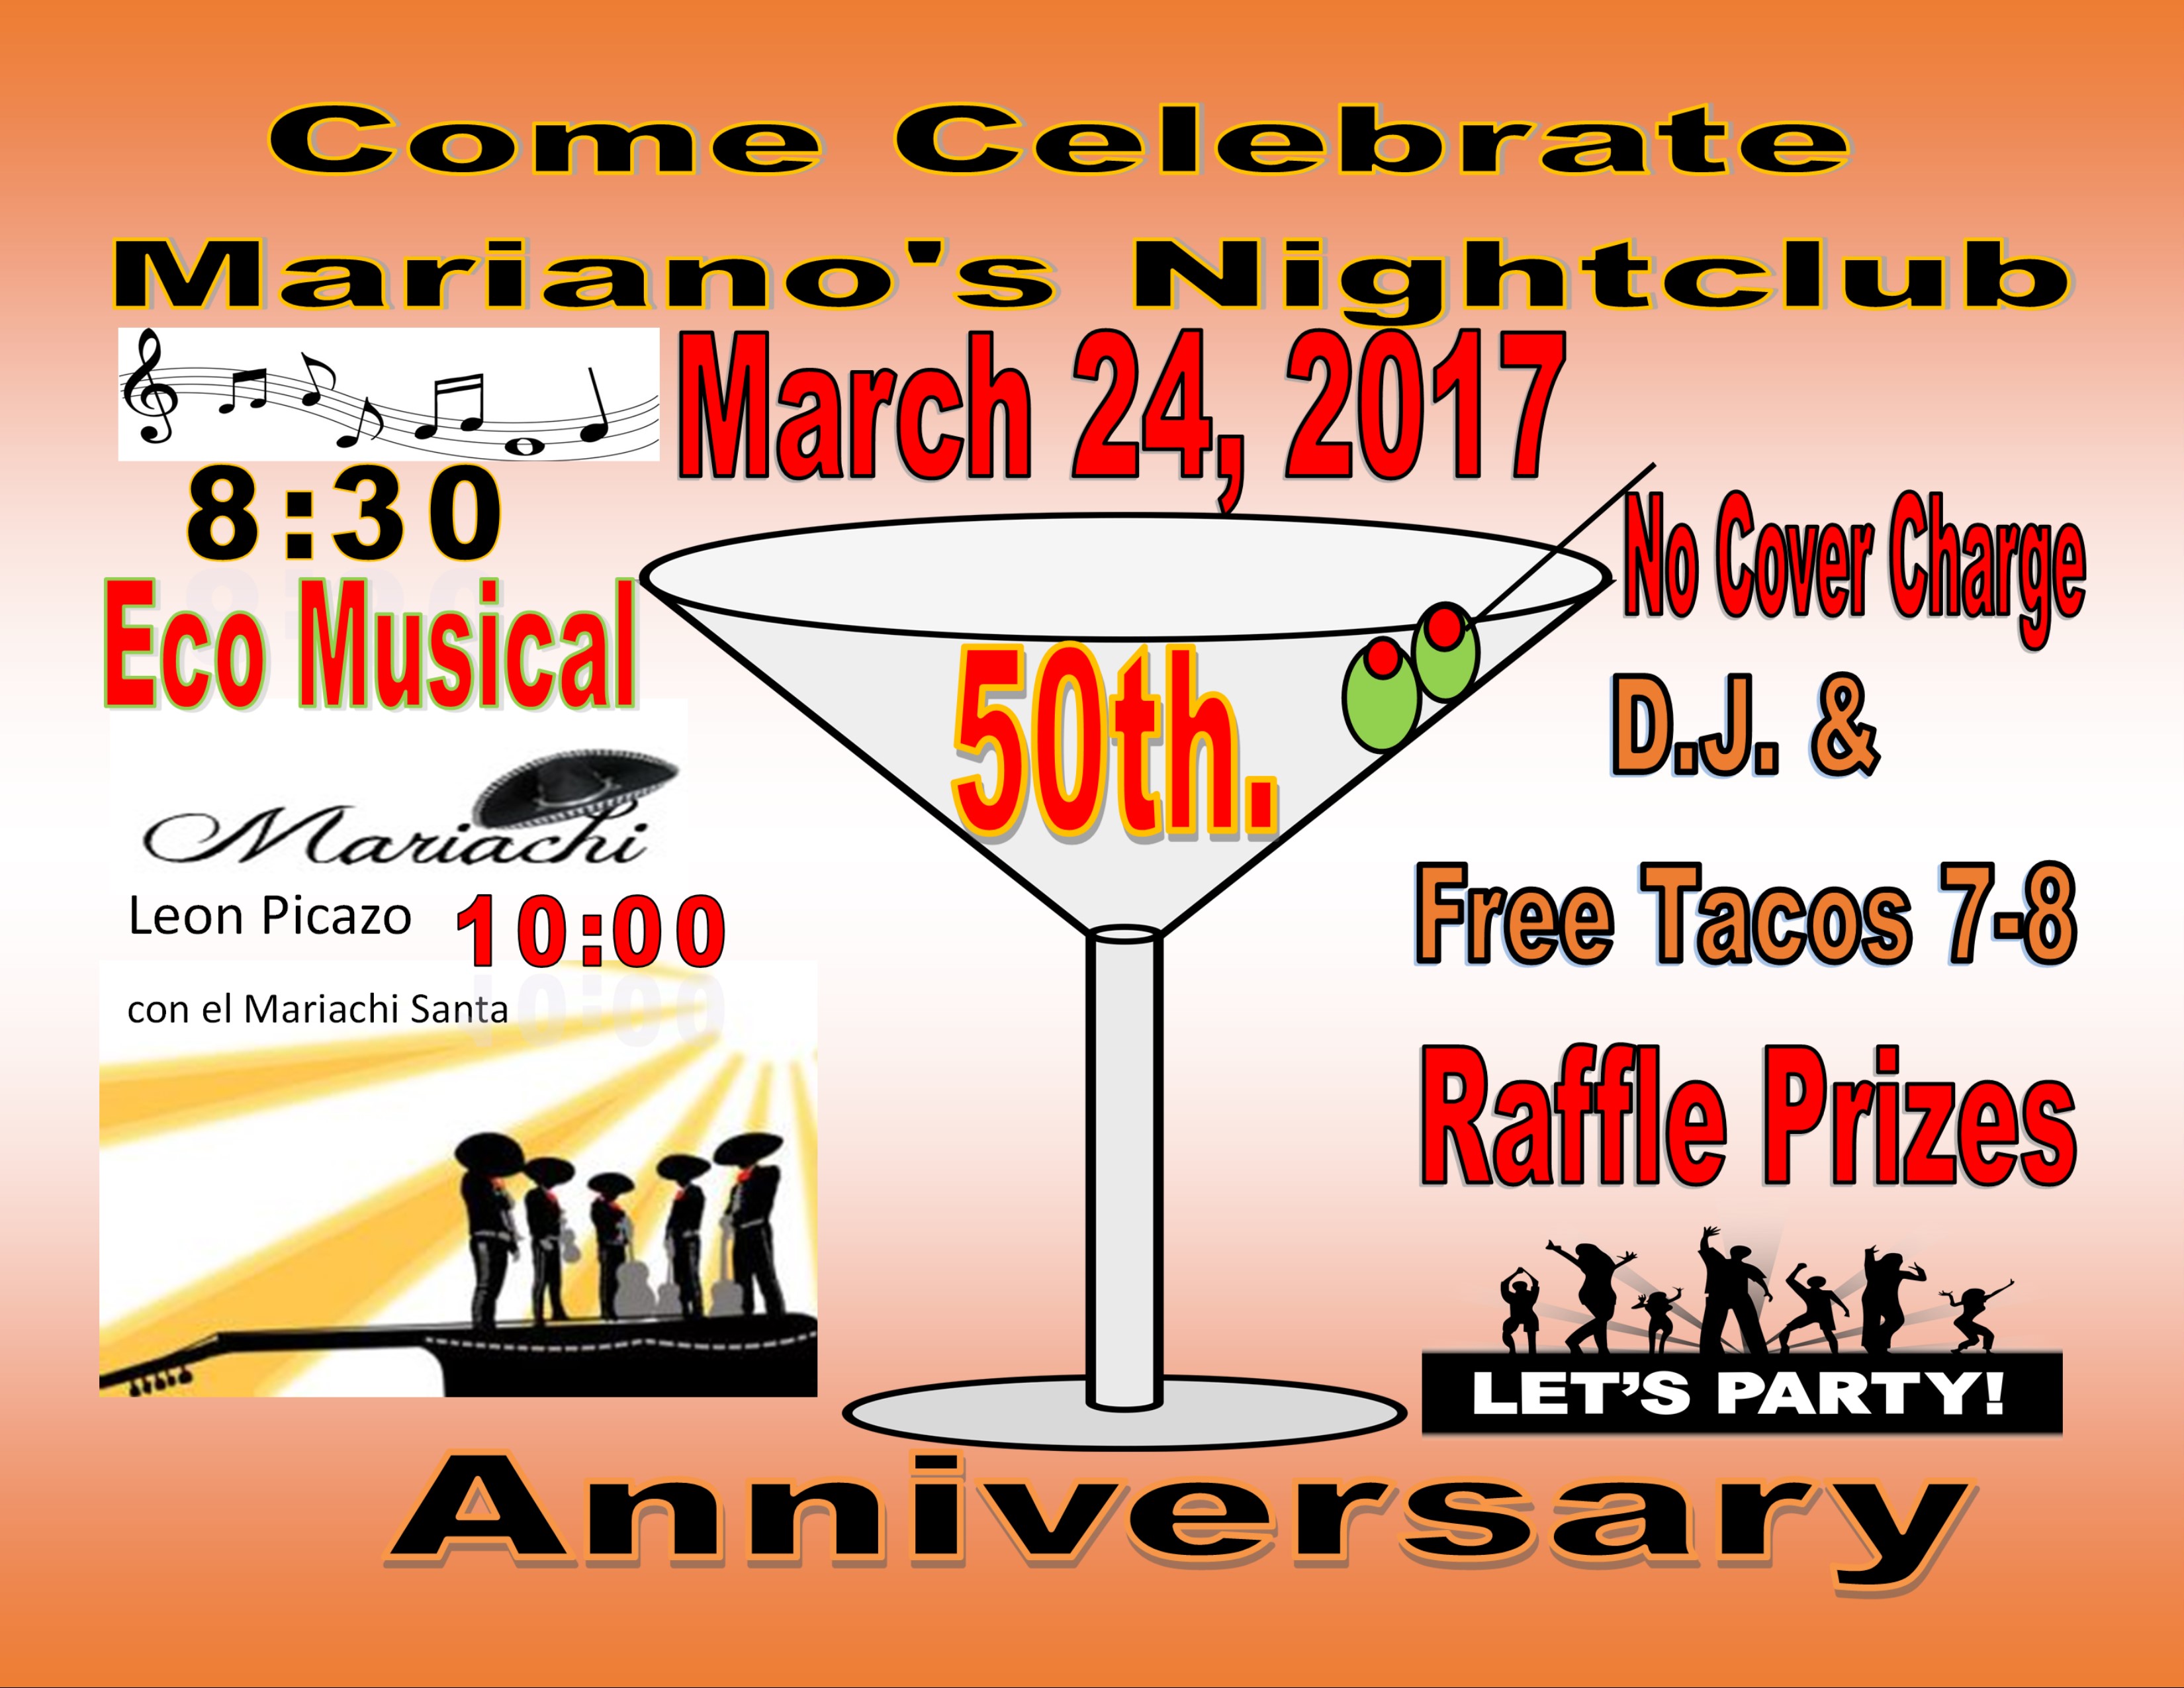 Come Celebrate
Mariano's Nightclub
March 24, 2017
8:30
Eco Musical
Mariachi
Leon Picazo 10:00
con el Mariachi Santa
50th.
No Cover Charge
D.J. &
Free Tacos 7-8
Raffle Prizes
LET'S PARTY!
Anniversary